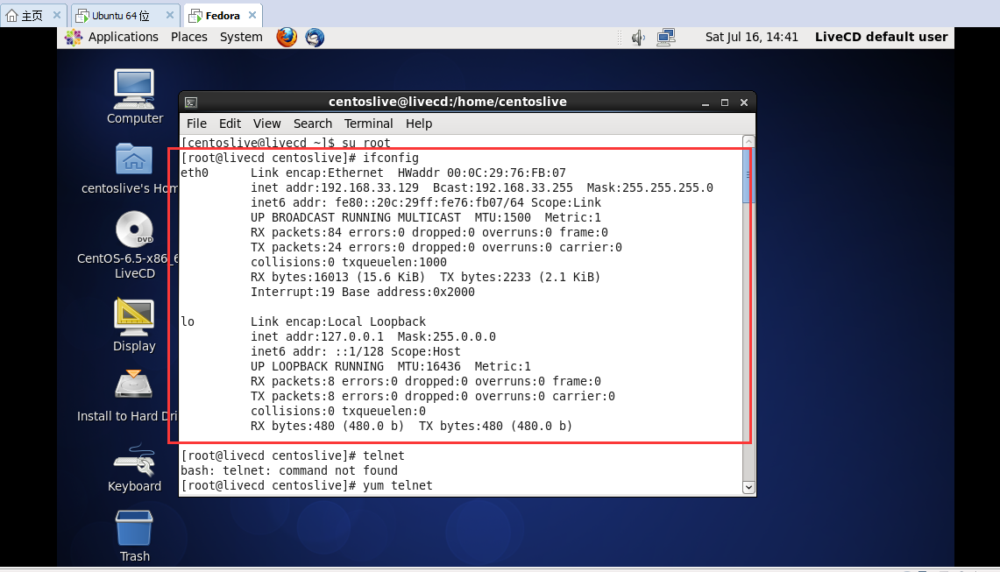 主页 Ubuntu 64 位 Fedora
Applications Places System Sat Jul 16, 14:41 LiveCD default user
Computer
centoslive's Hom
CentOS-6.5-x86_6
LiveCD
Display
Install to Hard Dri
Keyboard
Trash
centoslive@livecd:/home/centoslive
File Edit View Search Terminal Help
[centoslive@livecd ~]$ su root
[root@livecd centoslive]# ifconfig
eth0      Link encap:Ethernet  HWaddr 00:0C:29:76:FB:07
          inet addr:192.168.33.129  Bcast:192.168.33.255  Mask:255.255.255.0
          inet6 addr: fe80::20c:29ff:fe76:fb07/64 Scope:Link
          UP BROADCAST RUNNING MULTICAST  MTU:1500  Metric:1
          RX packets:84 errors:0 dropped:0 overruns:0 frame:0
          TX packets:24 errors:0 dropped:0 overruns:0 carrier:0
          collisions:0 txqueuelen:1000
          RX bytes:16013 (15.6 KiB)  TX bytes:2233 (2.1 KiB)
          Interrupt:19 Base address:0x2000
lo        Link encap:Local Loopback
          inet addr:127.0.0.1  Mask:255.0.0.0
          inet6 addr: ::1/128 Scope:Host
          UP LOOPBACK RUNNING  MTU:16436  Metric:1
          RX packets:8 errors:0 dropped:0 overruns:0 frame:0
          TX packets:8 errors:0 dropped:0 overruns:0 carrier:0
          collisions:0 txqueuelen:0
          RX bytes:480 (480.0 b)  TX bytes:480 (480.0 b)
[root@livecd centoslive]# telnet
bash: telnet: command not found
[root@livecd centoslive]# yum telnet